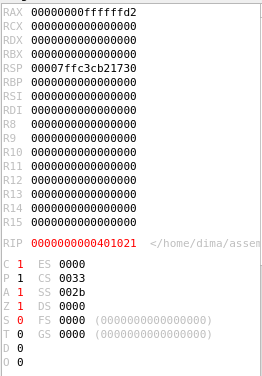 RAX 00000000ffffffd2
RCX 0000000000000000
RDX 0000000000000000
RBX 0000000000000000
RSP 00007ffc3cb21730
RBP 0000000000000000
RSI 0000000000000000
RDI 0000000000000000
R8 0000000000000000
R9 0000000000000000
R10 0000000000000000
R11 0000000000000000
R12 0000000000000000
R13 0000000000000000
R14 0000000000000000
R15 0000000000000000
RIP 0000000000401021 </home/dima/assem
C 1 ES 0000
P 1 CS 0033
A 1 SS 002b
Z 1 DS 0000
S 0 FS 0000 (0000000000000000)
T 0 GS 0000 (0000000000000000)
D 0
O 0